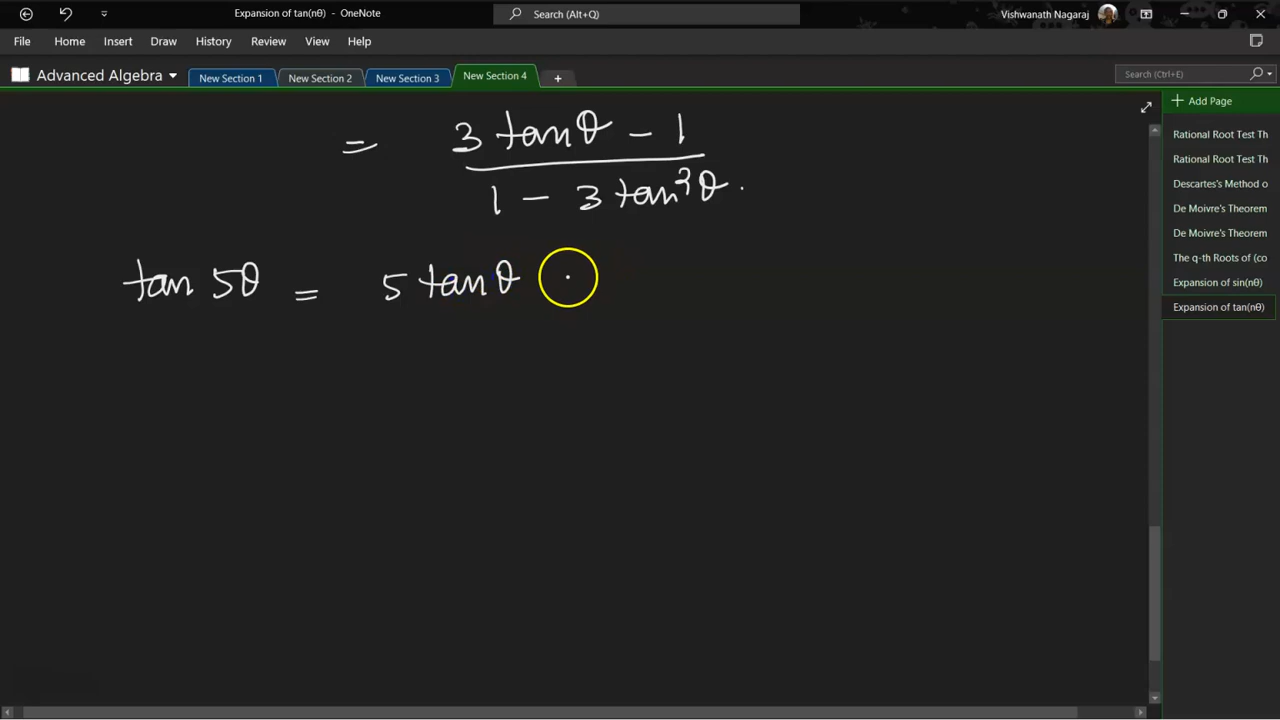 Expansion of tan(nθ) - OneNote
Search (Alt+Q)
Vishwanath Nagaraj
File Home Insert Draw History Review View Help
Advanced Algebra
New Section 1 New Section 2 New Section 3 New Section 4 +
Search (Ctrl+E)
Add Page
Rational Root Test Th
Rational Root Test Th
Descartes's Method o
De Moivre's Theorem
De Moivre's Theorem
The q-th Roots of (co
Expansion of sin(nθ)
Expansion of tan(nθ)
= 3 tanθ - 1
1 - 3 tan²θ .
tan 5θ = 5 tanθ